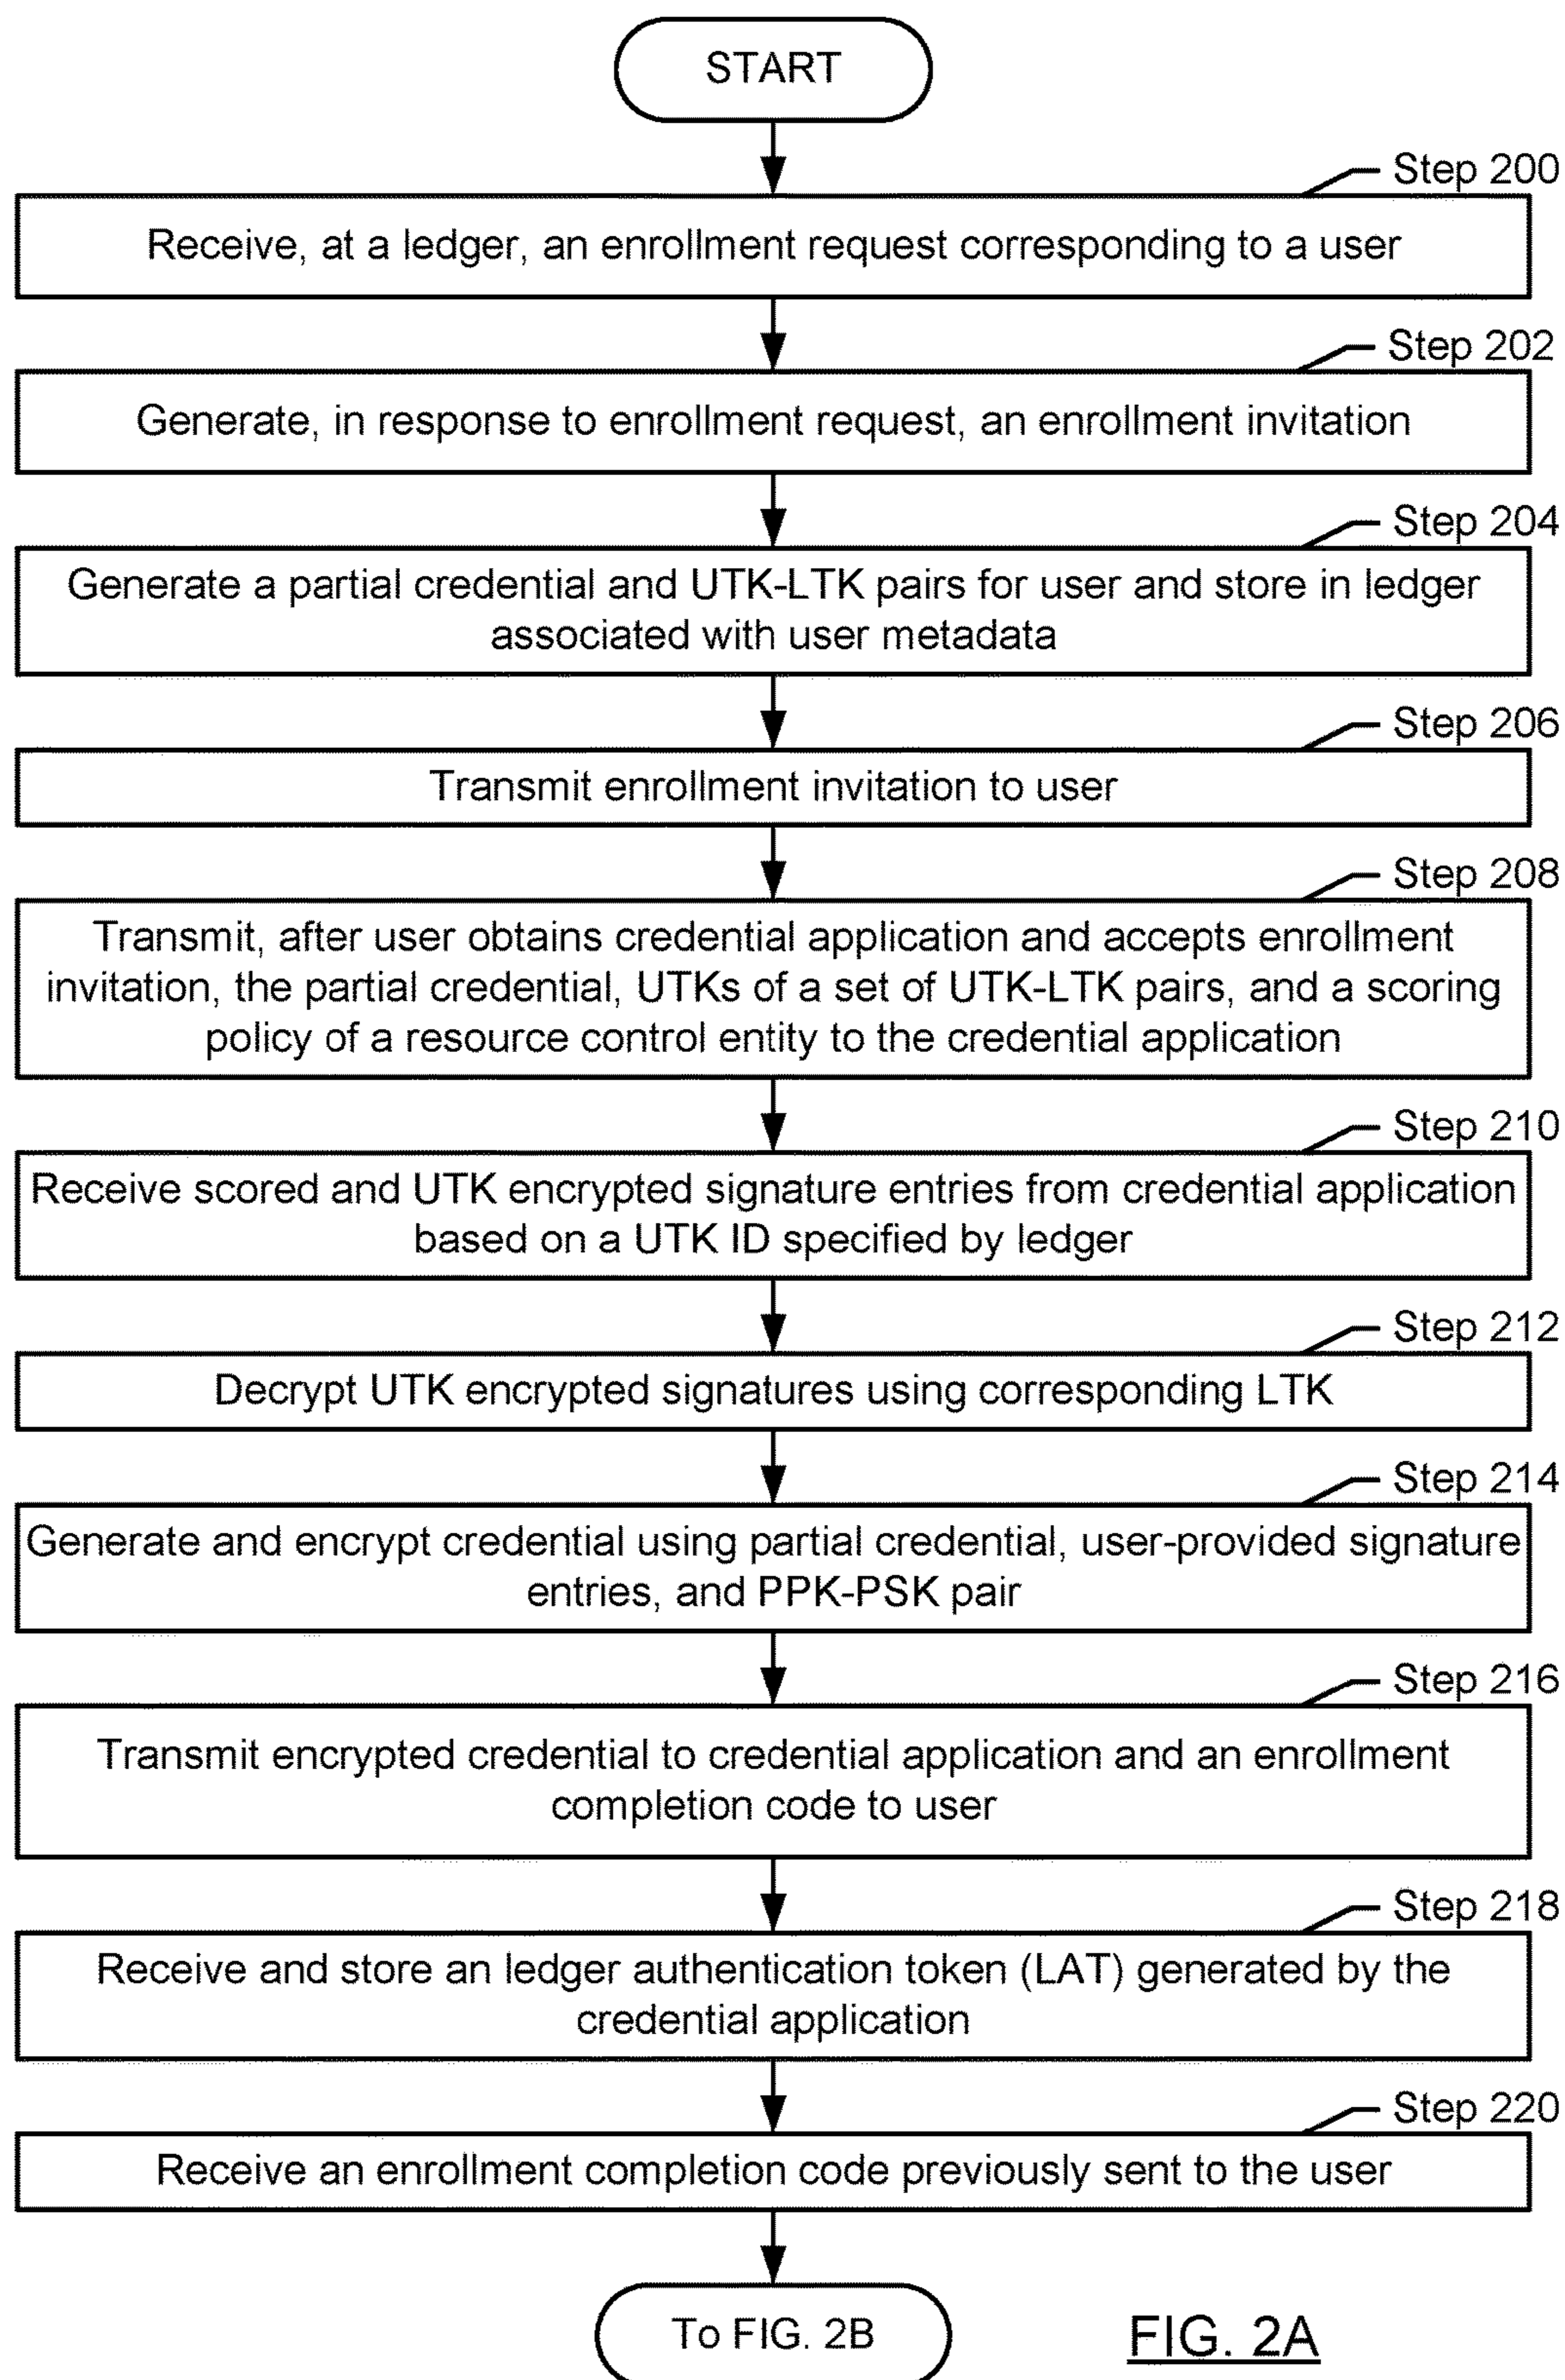 START
Step 200
Receive, at a ledger, an enrollment request corresponding to a user
Step 202
Generate, in response to enrollment request, an enrollment invitation
Step 204
Generate a partial credential and UTK-LTK pairs for user and store in ledger
associated with user metadata
Step 206
Transmit enrollment invitation to user
Step 208
Transmit, after user obtains credential application and accepts enrollment
invitation, the partial credential, UTKs of a set of UTK-LTK pairs, and a scoring
policy of a resource control entity to the credential application
Step 210
Receive scored and UTK encrypted signature entries from credential application
based on a UTK ID specified by ledger
Step 212
Decrypt UTK encrypted signatures using corresponding LTK
Step 214
Generate and encrypt credential using partial credential, user-provided signature
entries, and PPK-PSK pair
Step 216
Transmit encrypted credential to credential application and an enrollment
completion code to user
Step 218
Receive and store an ledger authentication token (LAT) generated by the
credential application
Step 220
Receive an enrollment completion code previously sent to the user
To FIG. 2B
FIG. 2A